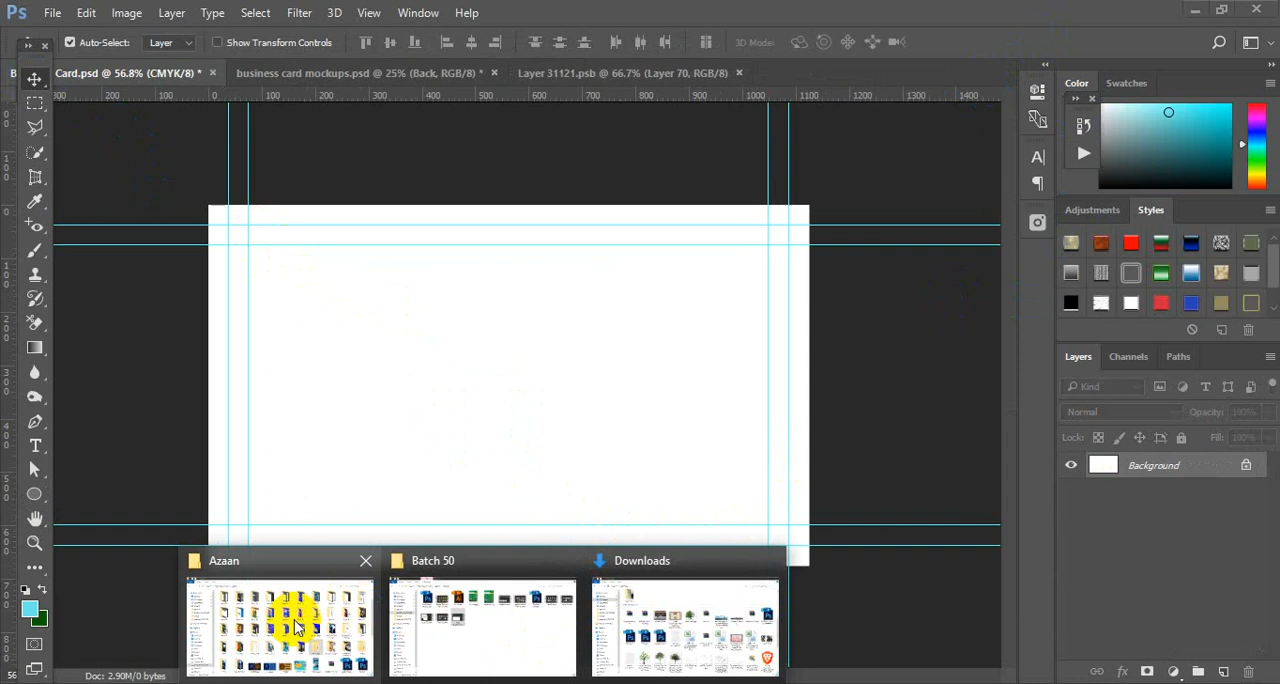 Ps File Edit Image Layer Type Select Filter 3D View Window Help
Auto-Select: Layer Show Transform Controls 3D Mode:
Card.psd @ 56.8% (CMYK/8) * business card mockups.psd @ 25% (Back, RGB/8) * Layer 31121.psb @ 66.7% (Layer 70, RGB/8)
0 100 200 300 400 500 600 700 800 900 1000 1100 1200 1300 1400
Color Swatches
Adjustments Styles
Layers Channels Paths
Kind
Normal Opacity: 100%
Lock: Fill: 100%
Background
Azaan Batch 50 Downloads
56 Doc: 2.90M/0 bytes